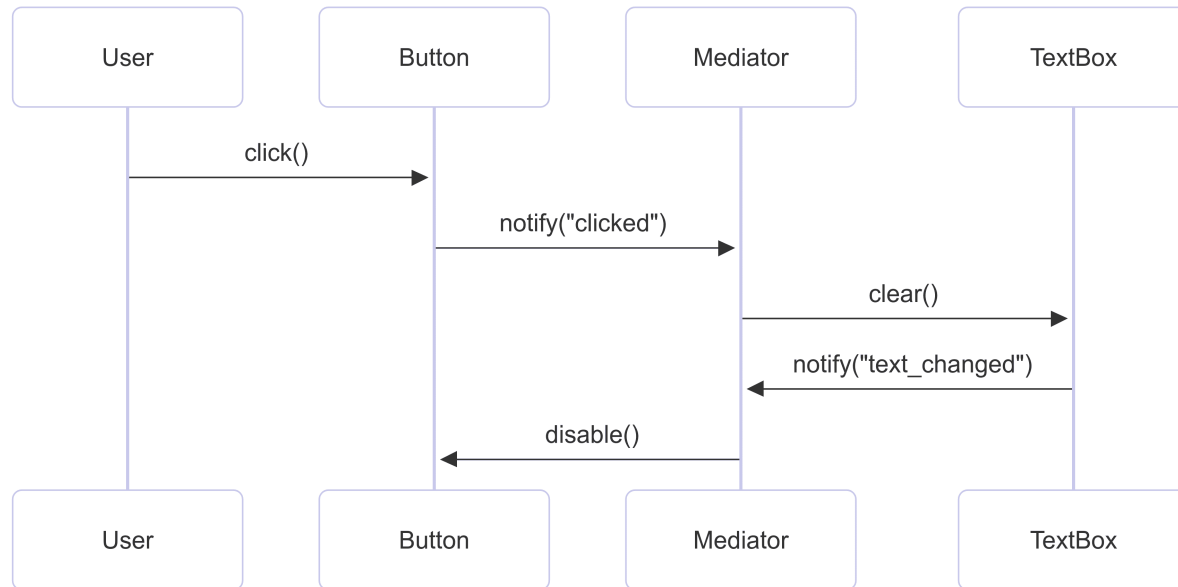 User
Button
Mediator
TextBox
click()
notify("clicked")
clear()
notify("text_changed")
disable()
User
Button
Mediator
TextBox